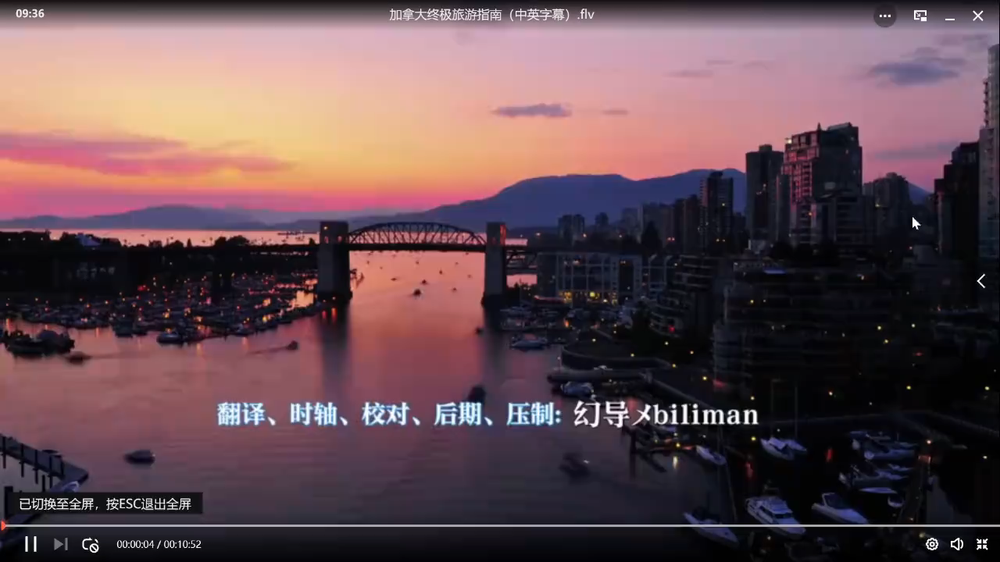 09:36
加拿大终极旅游指南（中英字幕）.flv
翻译、时轴、校对、后期、压制: 幻导メbiliman
已切换至全屏，按ESC退出全屏
00:00:04 / 00:10:52